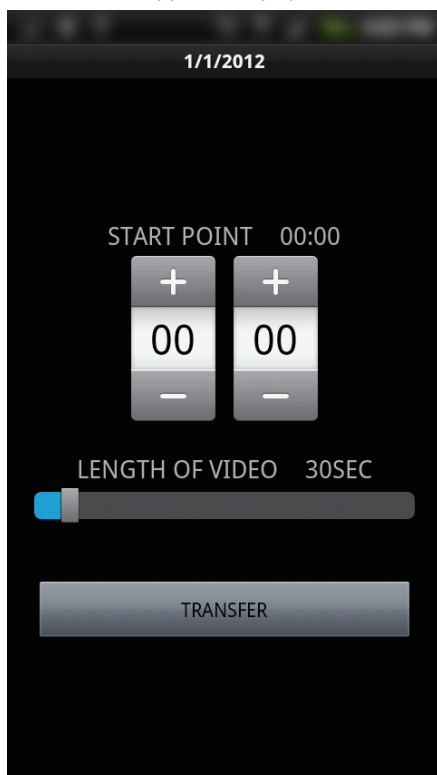 1/1/2012
START POINT 00:00
+ +
00 00
− −
LENGTH OF VIDEO 30SEC
TRANSFER